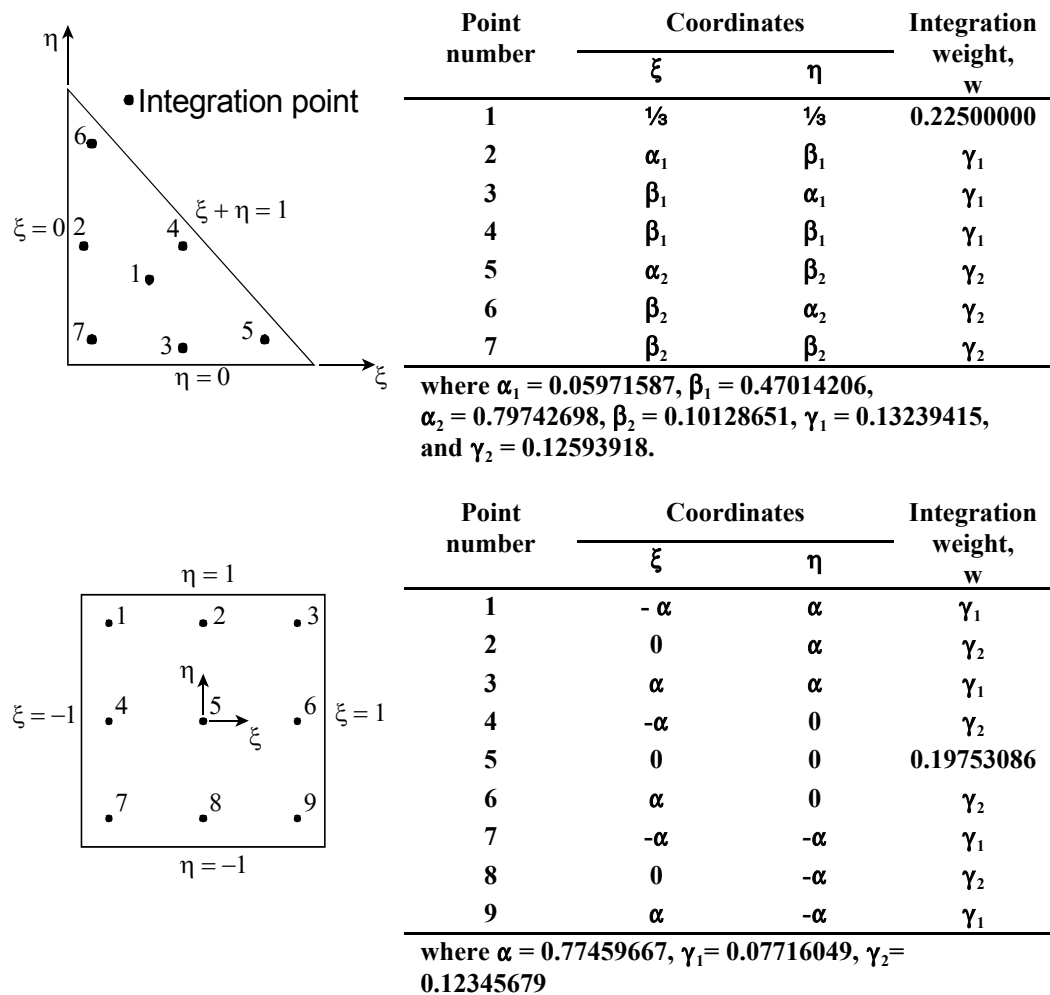 η
Integration point
6
ξ = 0
2
4
ξ + η = 1
1
7
3
5
η = 0
ξ
Point number Coordinates Integration weight, w
ξ η
1 ⅓ ⅓ 0.22500000
2 α₁ β₁ γ₁
3 β₁ α₁ γ₁
4 β₁ β₁ γ₁
5 α₂ β₂ γ₂
6 β₂ α₂ γ₂
7 β₂ β₂ γ₂
where α₁ = 0.05971587, β₁ = 0.47014206,
α₂ = 0.79742698, β₂ = 0.10128651, γ₁ = 0.13239415,
and γ₂ = 0.12593918.
η = 1
1 2 3
η
ξ = −1
4 5 6
ξ = 1
ξ
7 8 9
η = −1
Point number Coordinates Integration weight, w
ξ η
1 - α α γ₁
2 0 α γ₂
3 α α γ₁
4 -α 0 γ₂
5 0 0 0.19753086
6 α 0 γ₂
7 -α -α γ₁
8 0 -α γ₂
9 α -α γ₁
where α = 0.77459667, γ₁= 0.07716049, γ₂=
0.12345679